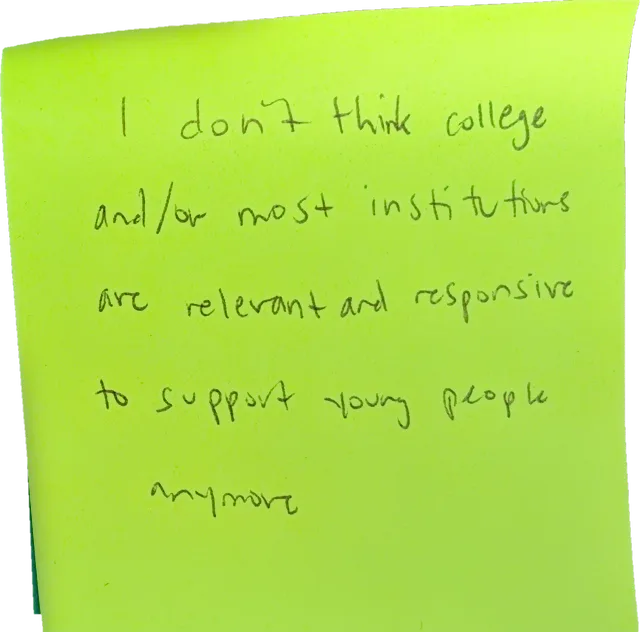 I don't think college
and/or most institutions
are relevant and responsive
to support young people
anymore